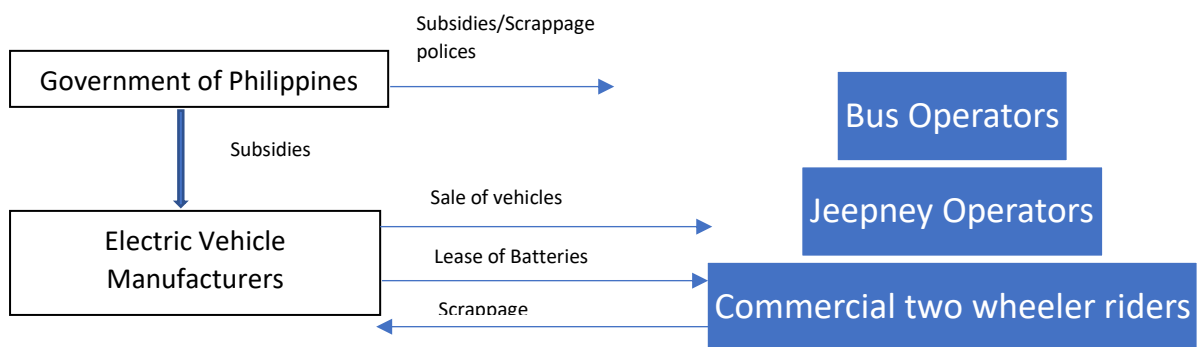 Subsidies/Scrappage
polices
Government of Philippines
Bus Operators
Subsidies
Sale of vehicles
Jeepney Operators
Electric Vehicle
Manufacturers
Lease of Batteries
Commercial two wheeler riders
Scrappage